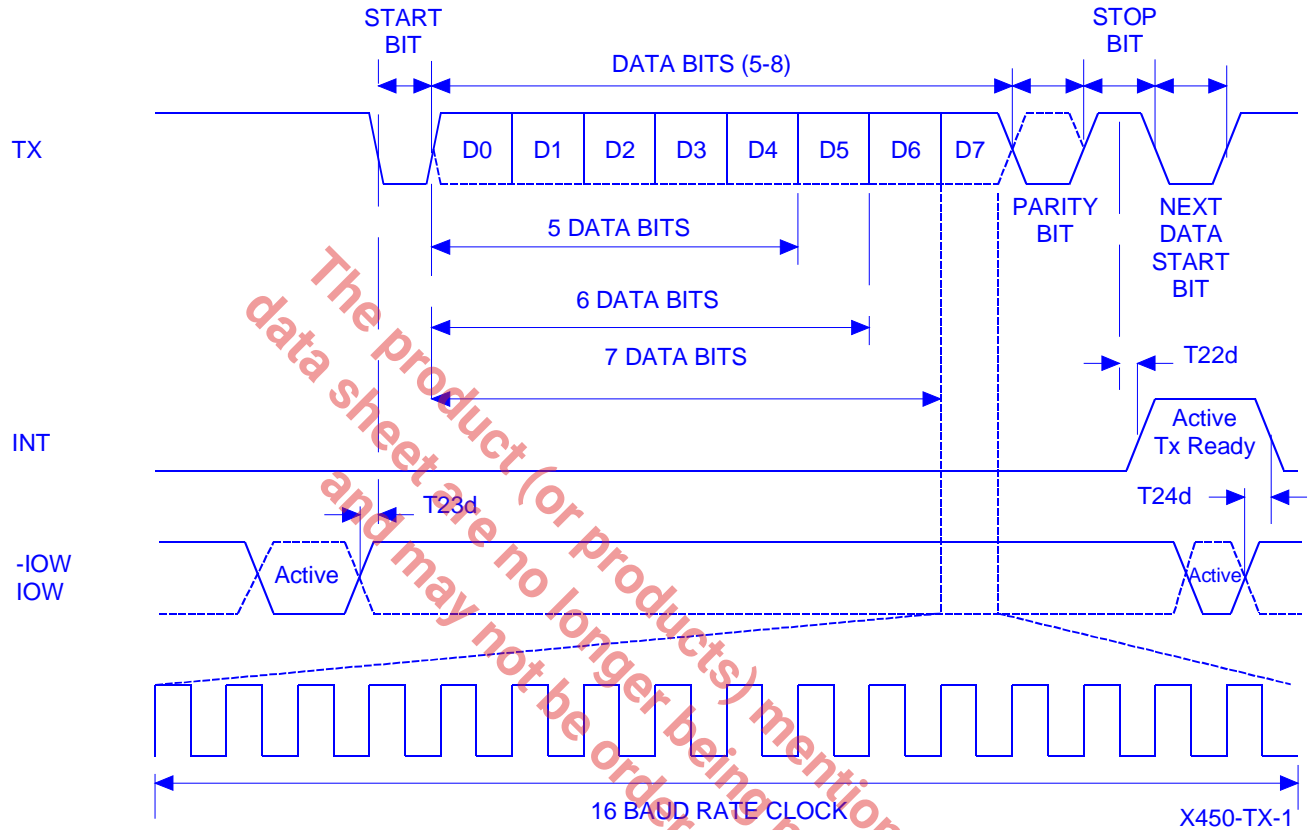 START
BIT
STOP
BIT
DATA BITS (5-8)
TX
D0 D1 D2 D3 D4 D5 D6 D7
PARITY
BIT
NEXT
DATA
START
BIT
5 DATA BITS
6 DATA BITS
7 DATA BITS
T22d
INT
Active
Tx Ready
T23d
T24d
-IOW
IOW
Active
Active
16 BAUD RATE CLOCK
X450-TX-1
The product (or products) mention
data sheet are no longer being
and may not be order